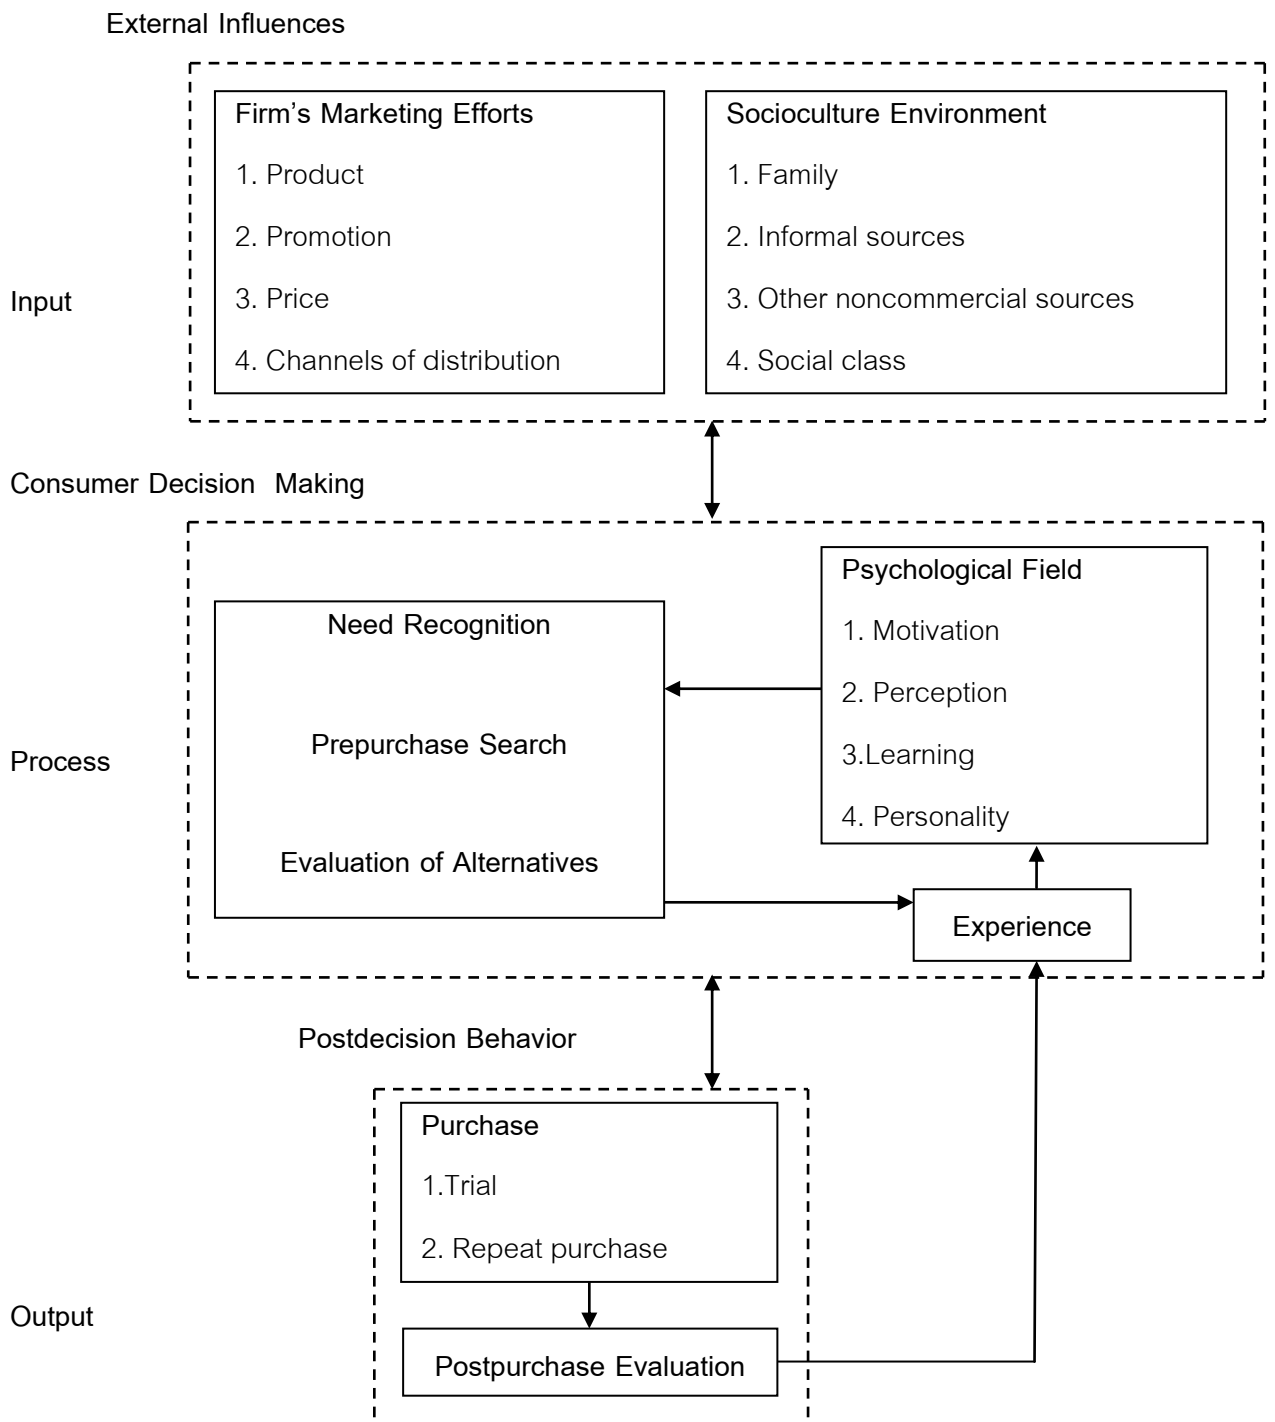 External Influences
Firm's Marketing Efforts
1. Product
2. Promotion
3. Price
4. Channels of distribution
Socioculture Environment
1. Family
2. Informal sources
3. Other noncommercial sources
4. Social class
Input
Consumer Decision  Making
Need Recognition
Prepurchase Search
Evaluation of Alternatives
Psychological Field
1. Motivation
2. Perception
3.Learning
4. Personality
Experience
Process
Postdecision Behavior
Purchase
1.Trial
2. Repeat purchase
Postpurchase Evaluation
Output